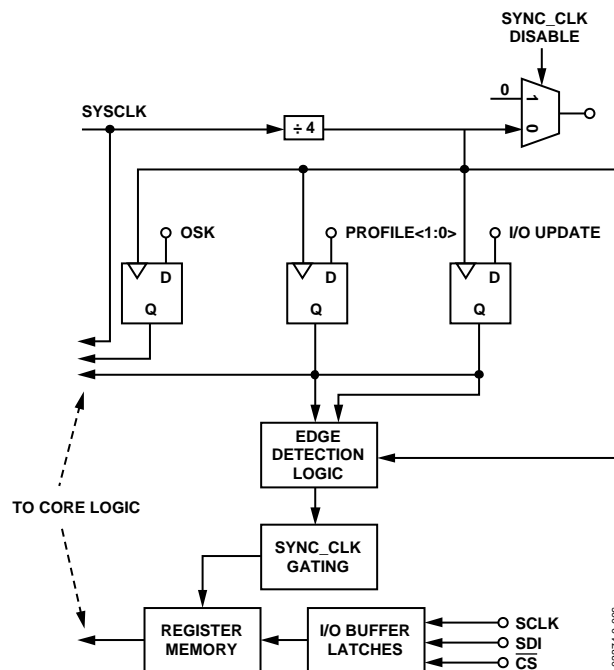 SYNC_CLK
DISABLE
0
1
0
SYSCLK
÷ 4
OSK
PROFILE<1:0>
I/O UPDATE
D
D
D
Q
Q
Q
EDGE
DETECTION
LOGIC
TO CORE LOGIC
SYNC_CLK
GATING
REGISTER
MEMORY
I/O BUFFER
LATCHES
SCLK
SDI
CS